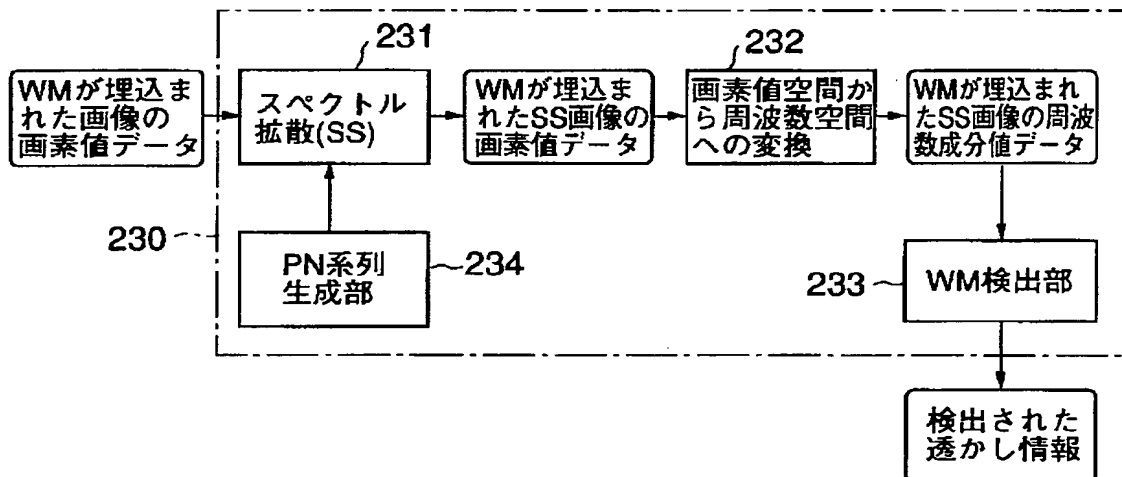 231
232
WMが埋込ま
れた画像の
画素値データ
スペクトル
拡散(SS)
WMが埋込ま
れたSS画像の
画素値データ
画素値空間か
ら周波数空間
への変換
WMが埋込まれ
たSS画像の周波
数成分値データ
230
PN系列
生成部
234
233
WM検出部
検出された
透かし情報